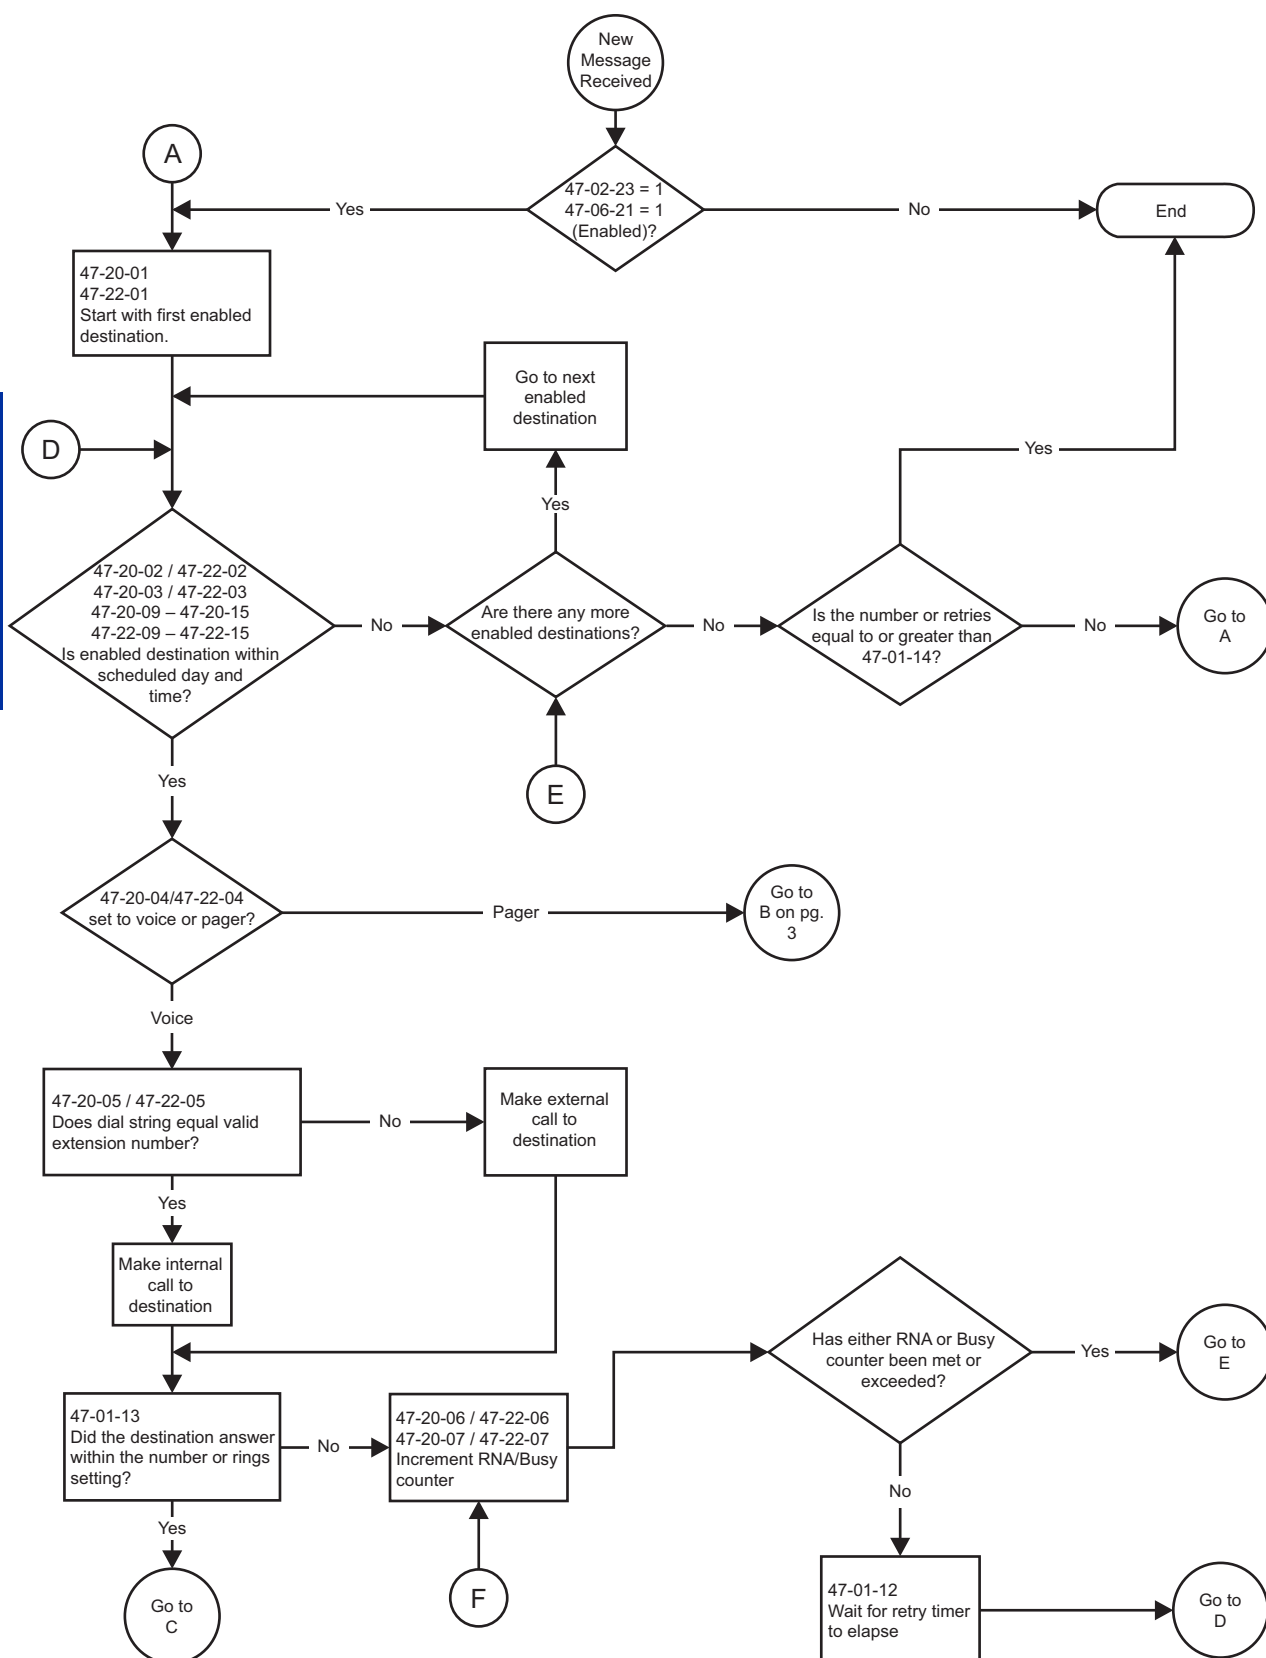 New
Message
Received
A
47-02-23 = 1
47-06-21 = 1
(Enabled)?
Yes
No
End
47-20-01
47-22-01
Start with first enabled
destination.
Go to next
enabled
destination
D
Yes
Yes
47-20-02 / 47-22-02
47-20-03 / 47-22-03
47-20-09 – 47-20-15
47-22-09 – 47-22-15
Is enabled destination within
scheduled day and
time?
No
Are there any more
enabled destinations?
No
Is the number or retries
equal to or greater than
47-01-14?
No
Go to
A
Yes
E
47-20-04/47-22-04
set to voice or pager?
Pager
Go to
B on pg.
3
Voice
47-20-05 / 47-22-05
Does dial string equal valid
extension number?
No
Make external
call to
destination
Yes
Make internal
call to
destination
Has either RNA or Busy
counter been met or
exceeded?
Yes
Go to
E
47-01-13
Did the destination answer
within the number or rings
setting?
No
47-20-06 / 47-22-06
47-20-07 / 47-22-07
Increment RNA/Busy
counter
No
Yes
Go to
C
F
47-01-12
Wait for retry timer
to elapse
Go to
D